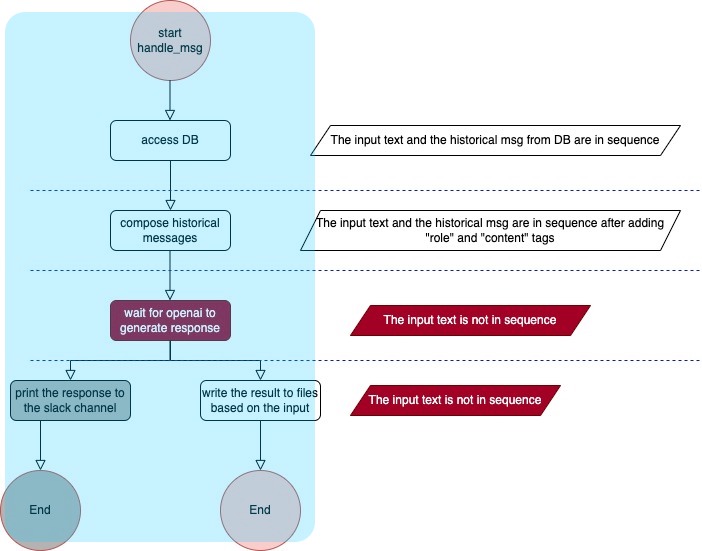 start
handle_msg
access DB
The input text and the historical msg from DB are in sequence
compose historical
messages
The input text and the historical msg are in sequence after adding
"role" and "content" tags
wait for openai to
generate response
The input text is not in sequence
print the response to
the slack channel
write the result to files
based on the input
The input text is not in sequence
End
End